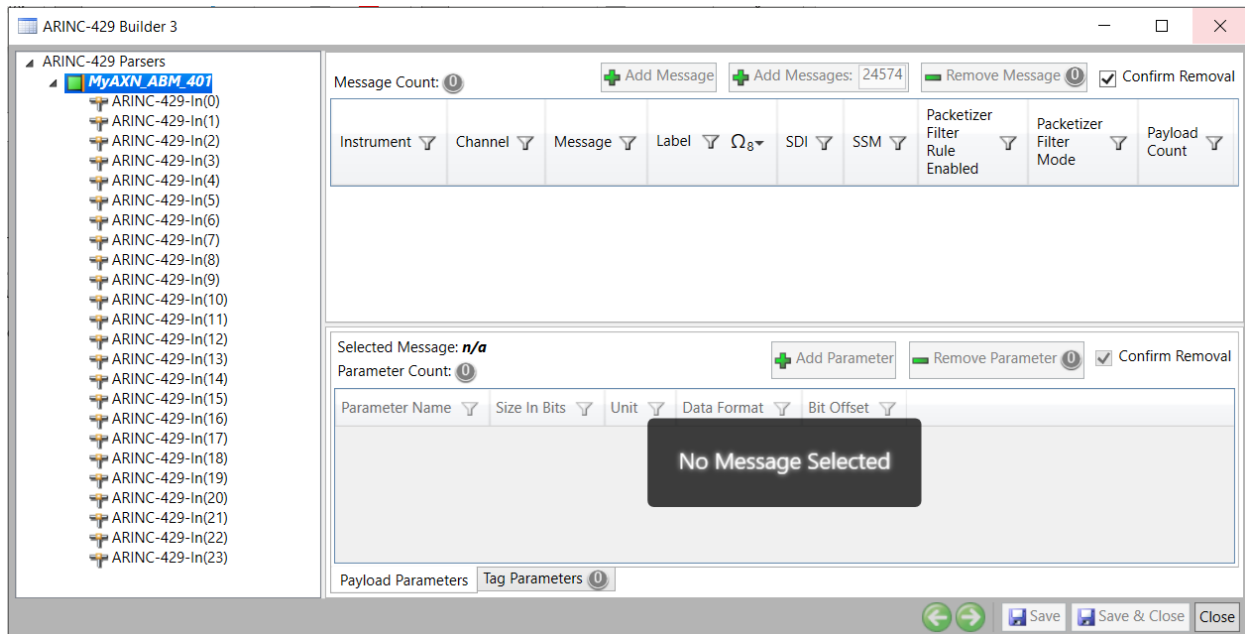 ARINC-429 Builder 3
ARINC-429 Parsers
MyAXN_ABM_401
ARINC-429-In(0)
ARINC-429-In(1)
ARINC-429-In(2)
ARINC-429-In(3)
ARINC-429-In(4)
ARINC-429-In(5)
ARINC-429-In(6)
ARINC-429-In(7)
ARINC-429-In(8)
ARINC-429-In(9)
ARINC-429-In(10)
ARINC-429-In(11)
ARINC-429-In(12)
ARINC-429-In(13)
ARINC-429-In(14)
ARINC-429-In(15)
ARINC-429-In(16)
ARINC-429-In(17)
ARINC-429-In(18)
ARINC-429-In(19)
ARINC-429-In(20)
ARINC-429-In(21)
ARINC-429-In(22)
ARINC-429-In(23)
Message Count: 0 Add Message Add Messages: 24574 Remove Message 0 Confirm Removal
Instrument Channel Message Label Ω8 SDI SSM
Packetizer
Filter
Rule
Enabled
Packetizer
Filter
Mode
Payload
Count
Selected Message: n/a
Parameter Count: 0
Add Parameter Remove Parameter 0 Confirm Removal
Parameter Name Size In Bits Unit Data Format Bit Offset
No Message Selected
Payload Parameters Tag Parameters 0
Save Save & Close Close